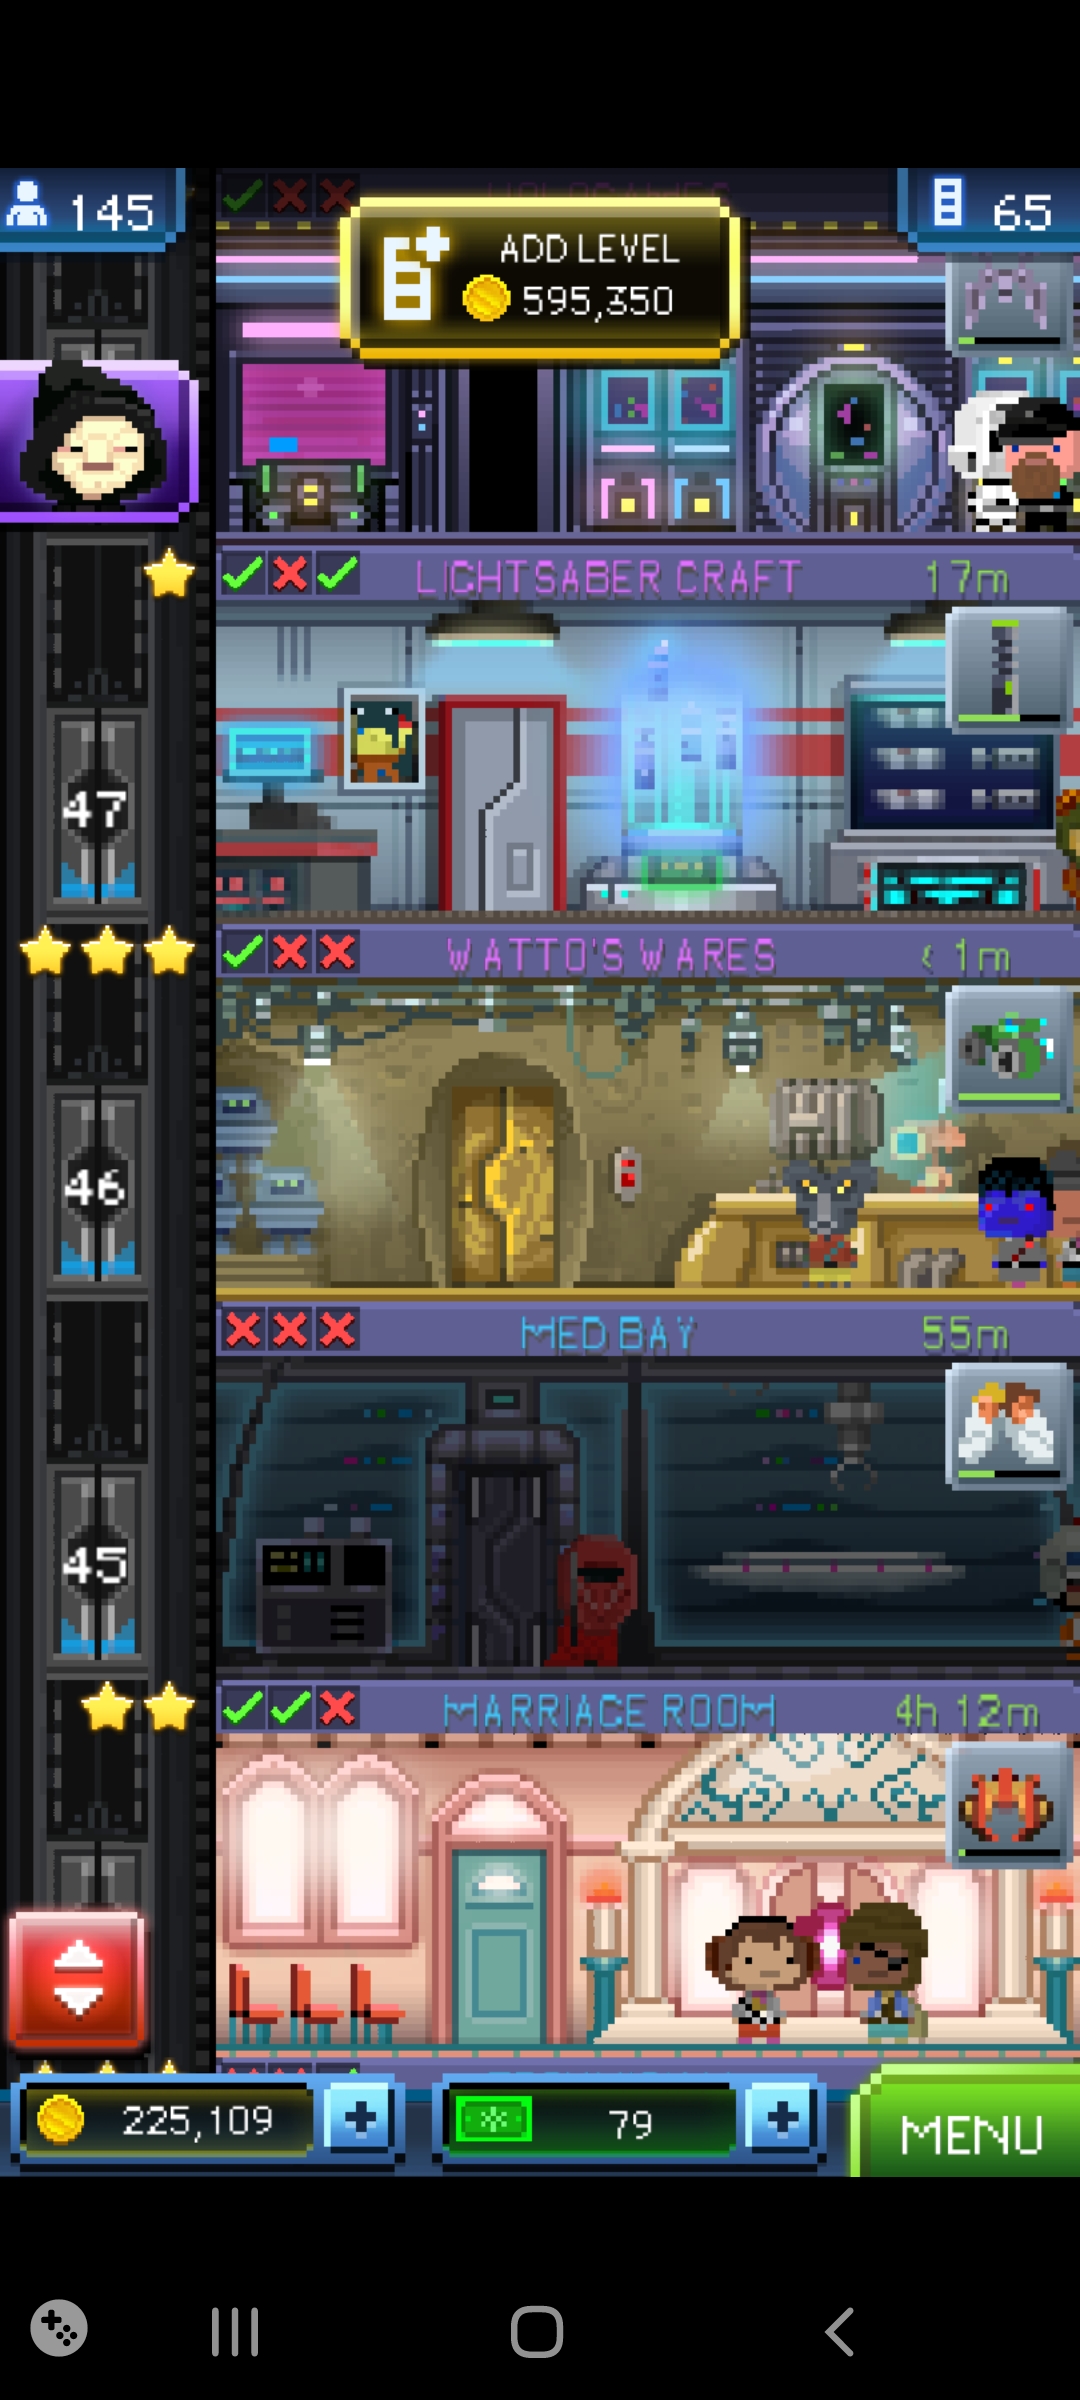 145
65
ADD LEVEL
595,350
LIGHTSABER CRAFT 17m
47
WATTO'S WARES < 1m
46
MED BAY 55m
45
MARRIAGE ROOM 4h 12m
225,109
79
MENU